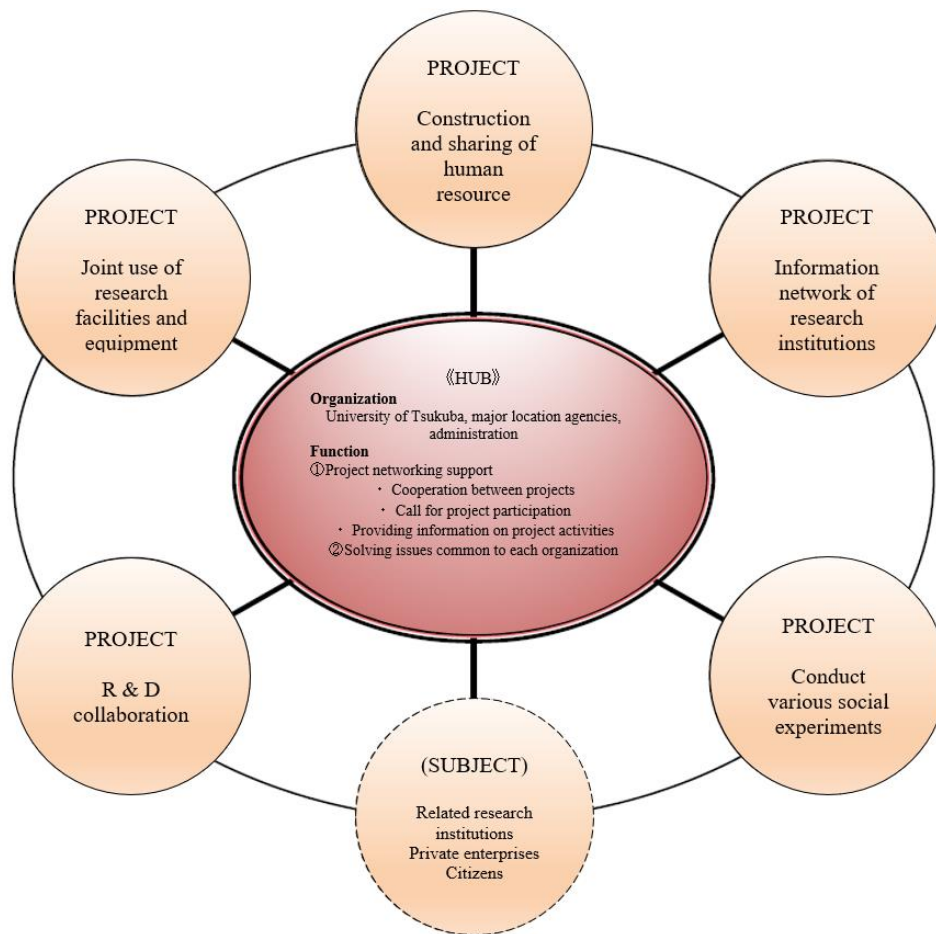 PROJECT
Construction
and sharing of
human
resource
PROJECT
Joint use of
research
facilities and
equipment
PROJECT
Information
network of
research
institutions
《HUB》
Organization
University of Tsukuba, major location agencies,
administration
Function
①Project networking support
・ Cooperation between projects
・ Call for project participation
・ Providing information on project activities
②Solving issues common to each organization
PROJECT
R & D
collaboration
PROJECT
Conduct
various social
experiments
(SUBJECT)
Related research
institutions
Private enterprises
Citizens